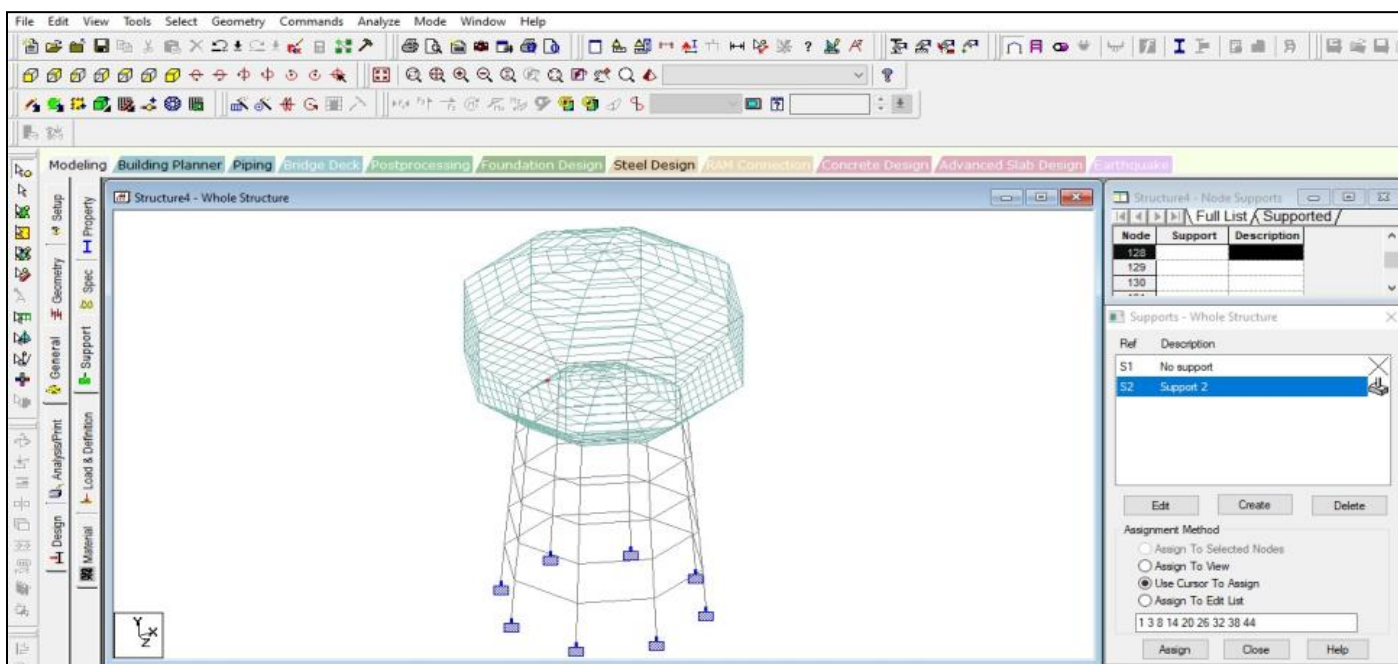 File Edit View Tools Select Geometry Commands Analyze Mode Window Help
Modeling Building Planner Piping Bridge Deck Postprocessing Foundation Design Steel Design RAM Connection Concrete Design Advanced Slab Design Earthquake
Setup
Geometry
General
Analysis/Print
Design
Property
Spec
Support
Load & Definition
Material
Structure4 - Whole Structure
Y
X
Z
Structure4 - Node Supports
Full List Supported
Node Support Description
128
129
130
Supports - Whole Structure
Ref Description
S1 No support
S2 Support 2
Edit Create Delete
Assignment Method
Assign To Selected Nodes
Assign To View
Use Cursor To Assign
Assign To Edit List
1 3 8 14 20 26 32 38 44
Assign Close Help